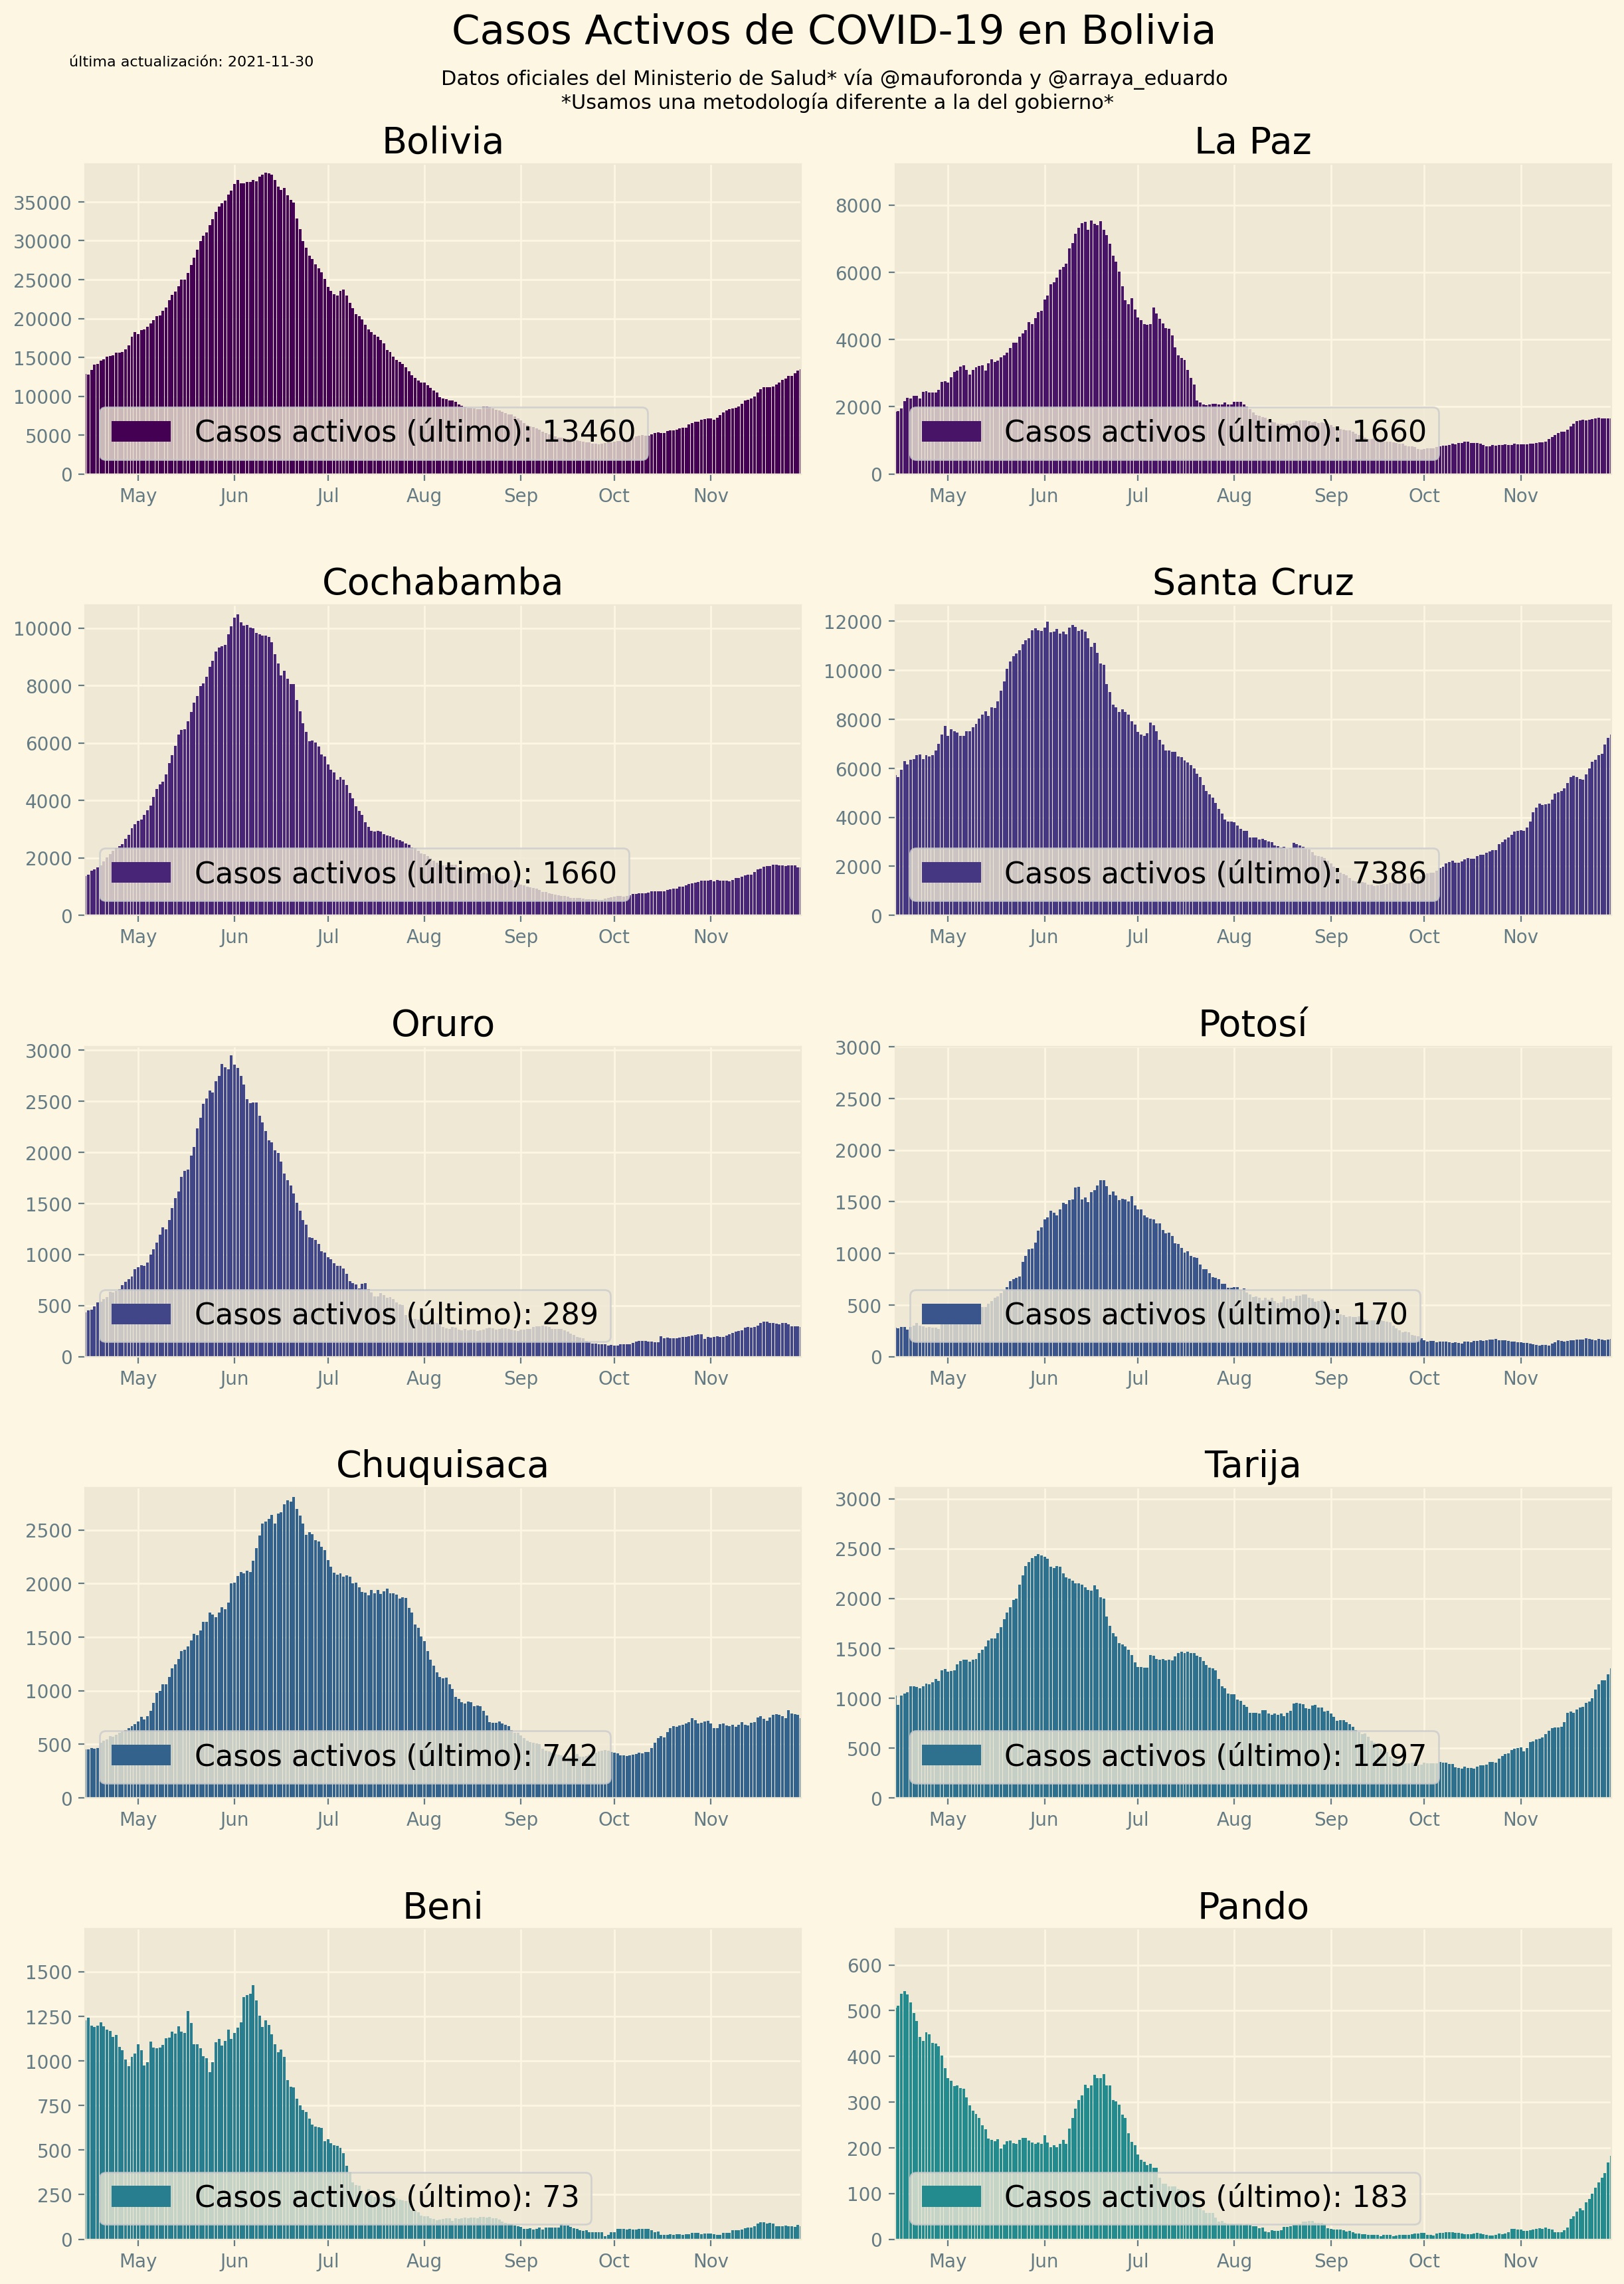 Casos Activos de COVID-19 en Bolivia
última actualización: 2021-11-30
Datos oficiales del Ministerio de Salud* vía @mauforonda y @arraya_eduardo
*Usamos una metodología diferente a la del gobierno*
Bolivia
35000
30000
25000
20000
15000
10000
5000
0
Casos activos (último): 13460
May Jun Jul Aug Sep Oct Nov
La Paz
8000
6000
4000
2000
0
Casos activos (último): 1660
May Jun Jul Aug Sep Oct Nov
Cochabamba
10000
8000
6000
4000
2000
0
Casos activos (último): 1660
May Jun Jul Aug Sep Oct Nov
Santa Cruz
12000
10000
8000
6000
4000
2000
0
Casos activos (último): 7386
May Jun Jul Aug Sep Oct Nov
Oruro
3000
2500
2000
1500
1000
500
0
Casos activos (último): 289
May Jun Jul Aug Sep Oct Nov
Potosí
3000
2500
2000
1500
1000
500
0
Casos activos (último): 170
May Jun Jul Aug Sep Oct Nov
Chuquisaca
2500
2000
1500
1000
500
0
Casos activos (último): 742
May Jun Jul Aug Sep Oct Nov
Tarija
3000
2500
2000
1500
1000
500
0
Casos activos (último): 1297
May Jun Jul Aug Sep Oct Nov
Beni
1500
1250
1000
750
500
250
0
Casos activos (último): 73
May Jun Jul Aug Sep Oct Nov
Pando
600
500
400
300
200
100
0
Casos activos (último): 183
May Jun Jul Aug Sep Oct Nov